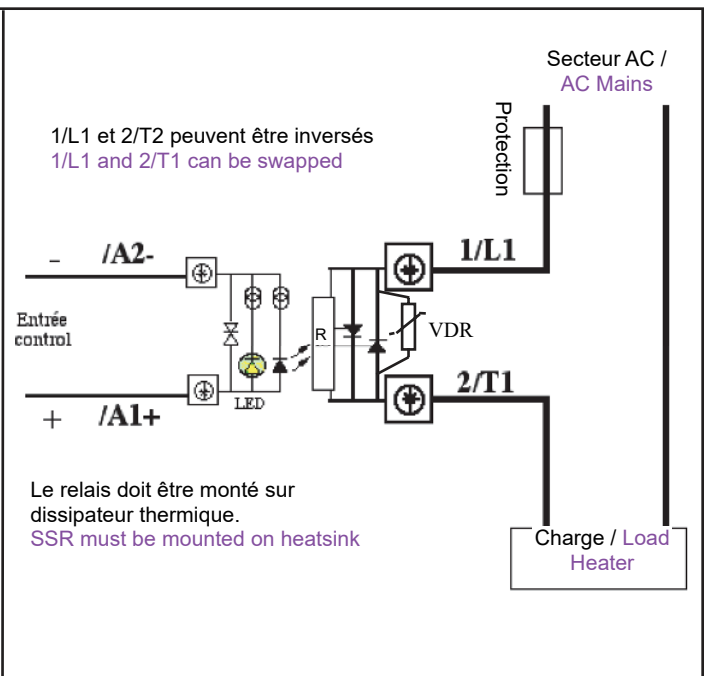 Secteur AC /
AC Mains
Protection
1/L1 et 2/T2 peuvent être inversés
1/L1 and 2/T1 can be swapped
– /A2-
1/L1
Entrée
control
R
VDR
LED
+ /A1+
2/T1
Le relais doit être monté sur
dissipateur thermique.
SSR must be mounted on heatsink
Charge / Load
Heater